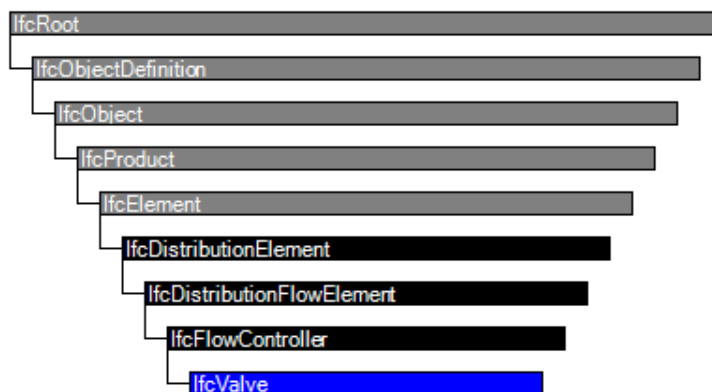 IfcRoot
IfcObjectDefinition
IfcObject
IfcProduct
IfcElement
IfcDistributionElement
IfcDistributionFlowElement
IfcFlowController
IfcValve